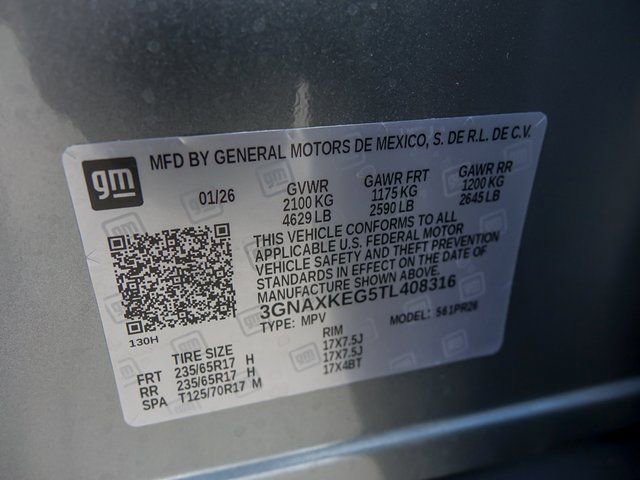 gm
MFD BY GENERAL MOTORS DE MEXICO, S. DE R.L. DE C.V.
01/26 GVWR GAWR FRT GAWR RR
2100 KG 1175 KG 1200 KG
4629 LB 2590 LB 2645 LB
THIS VEHICLE CONFORMS TO ALL
APPLICABLE U.S. FEDERAL MOTOR
VEHICLE SAFETY AND THEFT PREVENTION
STANDARDS IN EFFECT ON THE DATE OF
MANUFACTURE SHOWN ABOVE.
3GNAXKEG5TL408316
130H
TYPE: MPV MODEL: 561PR26
TIRE SIZE RIM
FRT 235/65R17 H 17X7.5J
RR 235/65R17 H 17X7.5J
SPA T125/70R17 M 17X4BT